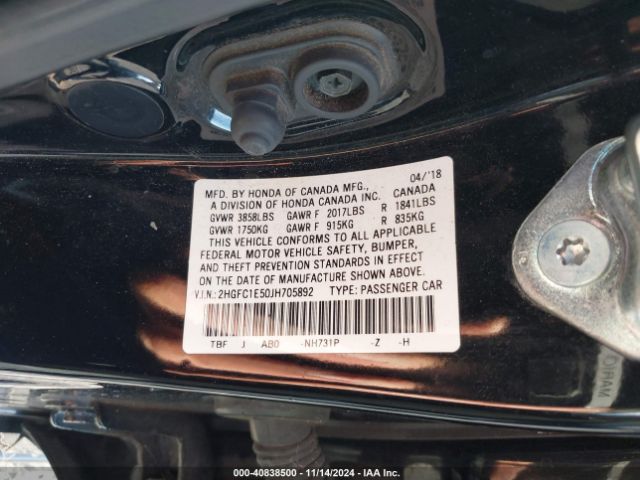 MFD. BY HONDA OF CANADA MFG., 04/'18
A DIVISION OF HONDA CANADA INC. CANADA
GVWR 3858LBS GAWR F 2017LBS R 1841LBS
GVWR 1750KG GAWR F 915KG R 835KG
THIS VEHICLE CONFORMS TO ALL APPLICABLE
FEDERAL MOTOR VEHICLE SAFETY, BUMPER,
AND THEFT PREVENTION STANDARDS IN EFFECT
ON THE DATE OF MANUFACTURE SHOWN ABOVE.
V.I.N.: 2HGFC1E50JH705892 TYPE: PASSENGER CAR
TBF J AB0 -NH731P -Z -H
000-40838500 - 11/14/2024 - IAA Inc.